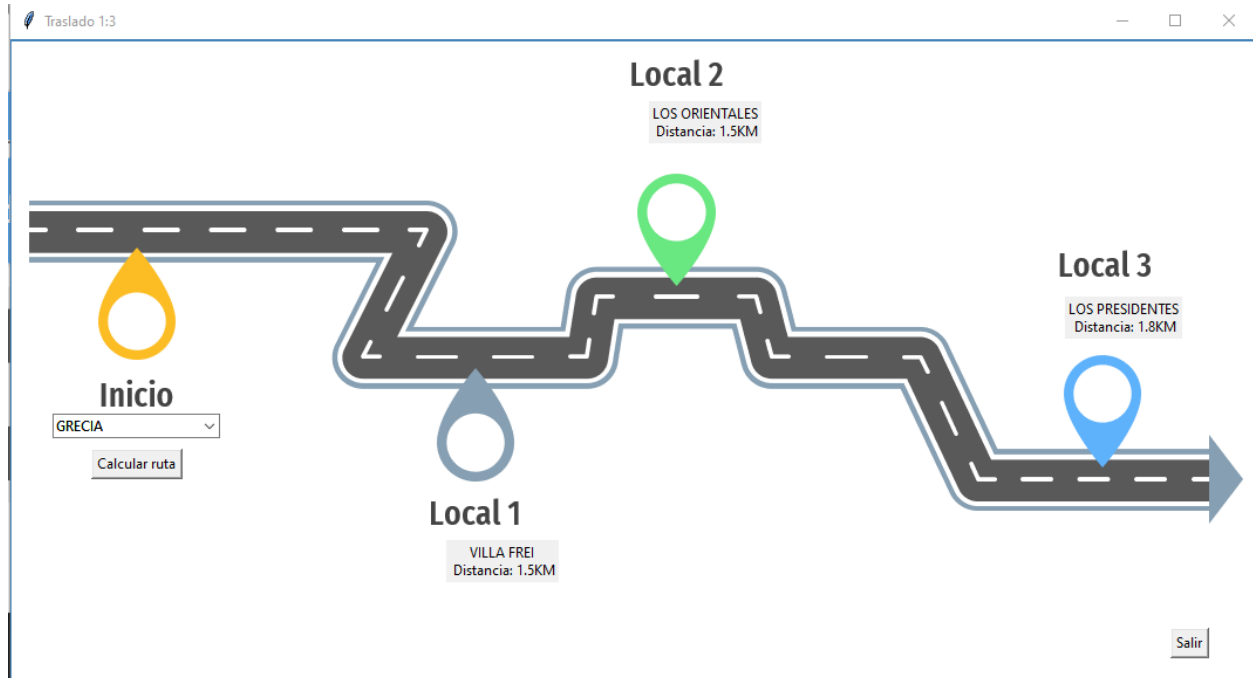 Traslado 1:3
Local 2
LOS ORIENTALES
Distancia: 1.5KM
Local 3
LOS PRESIDENTES
Distancia: 1.8KM
Inicio
GRECIA
Calcular ruta
Local 1
VILLA FREI
Distancia: 1.5KM
Salir